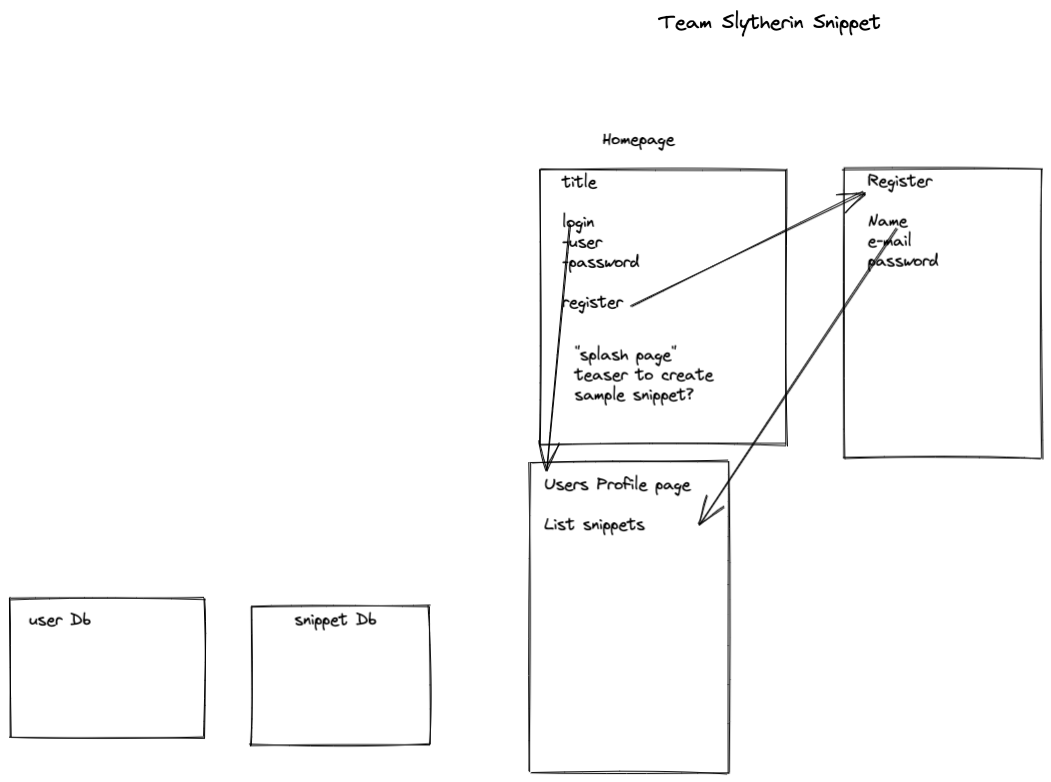 Team Slytherin Snippet
Homepage
title
login
-user
-password
register
"splash page"
teaser to create
sample snippet?
Register
Name
e-mail
password
Users Profile page
List snippets
user Db
snippet Db